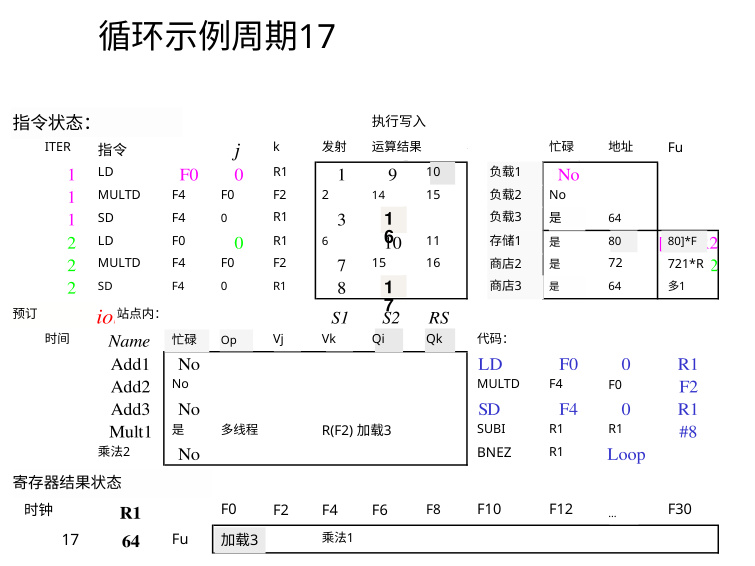 循环示例周期17
指令状态： 执行写入
ITER 指令 j k 发射 运算结果 忙碌 地址 Fu
1 LD F0 0 R1 1 9 10 负载1 No
1 MULTD F4 F0 F2 2 14 15 负载2 No
1 SD F4 0 R1 3 16 负载3 是 64
2 LD F0 0 R1 6 10 11 存储1 是 80 80]*F 2
2 MULTD F4 F0 F2 7 15 16 商店2 是 72 721*R 2
2 SD F4 0 R1 8 17 商店3 是 64 多1
预订 io 站点内： S1 S2 RS
时间 Name 忙碌 Op Vj Vk Qi Qk 代码：
Add1 No LD F0 0 R1
Add2 No MULTD F4 F0 F2
Add3 No SD F4 0 R1
Mult1 是 多线程 R(F2) 加载3 SUBI R1 R1 #8
乘法2 No BNEZ R1 Loop
寄存器结果状态
时钟 R1 F0 F2 F4 F6 F8 F10 F12 ... F30
17 64 Fu 加载3 乘法1